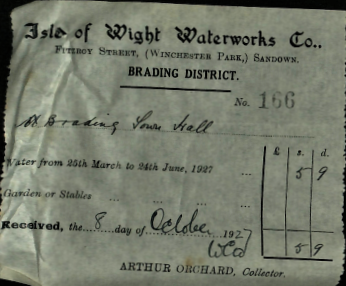 Isle of Wight Waterworks Co.,
Fitzroy Street, (Winchester Park,) Sandown.
BRADING DISTRICT.
No. 166
M Brading Town Hall
£ s. d.
Water from 25th March to 24th June, 1927 ... 5 9
Garden or Stables ... ... ... ...
Received, the 8 day of October 1927
5 9
ARTHUR ORCHARD, Collector.